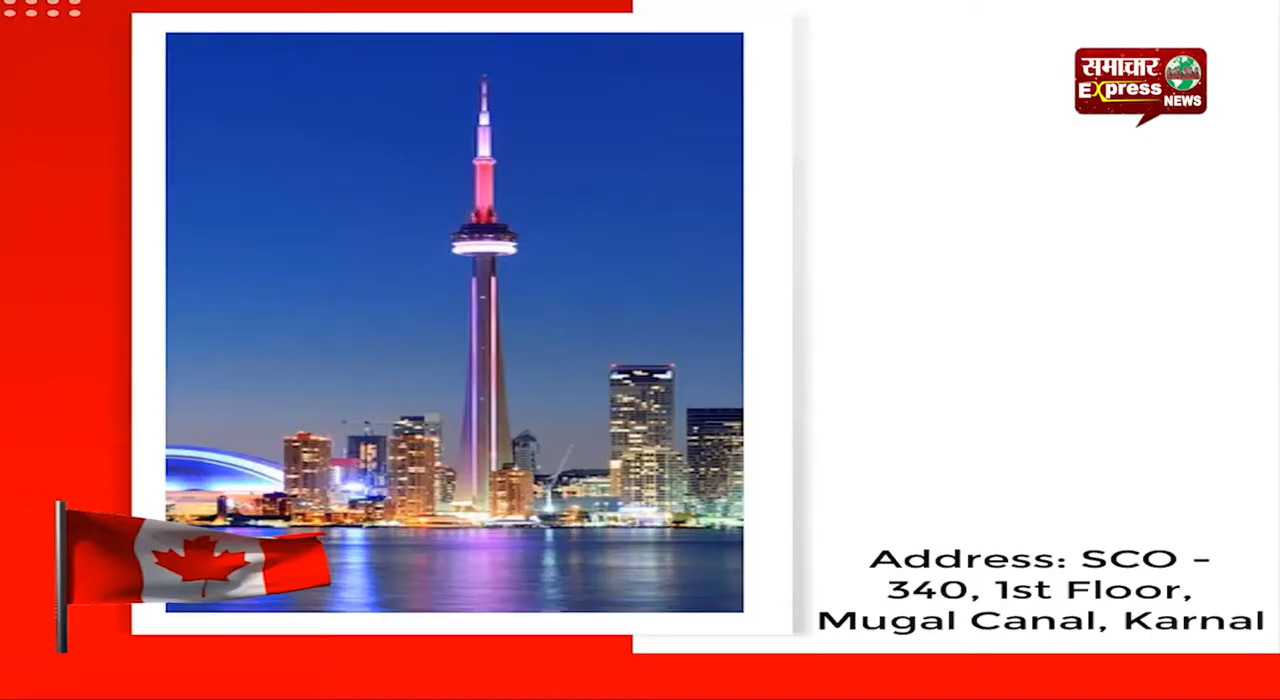 समाचार
Express
NEWS
Address: SCO -
340, 1st Floor,
Mugal Canal, Karnal